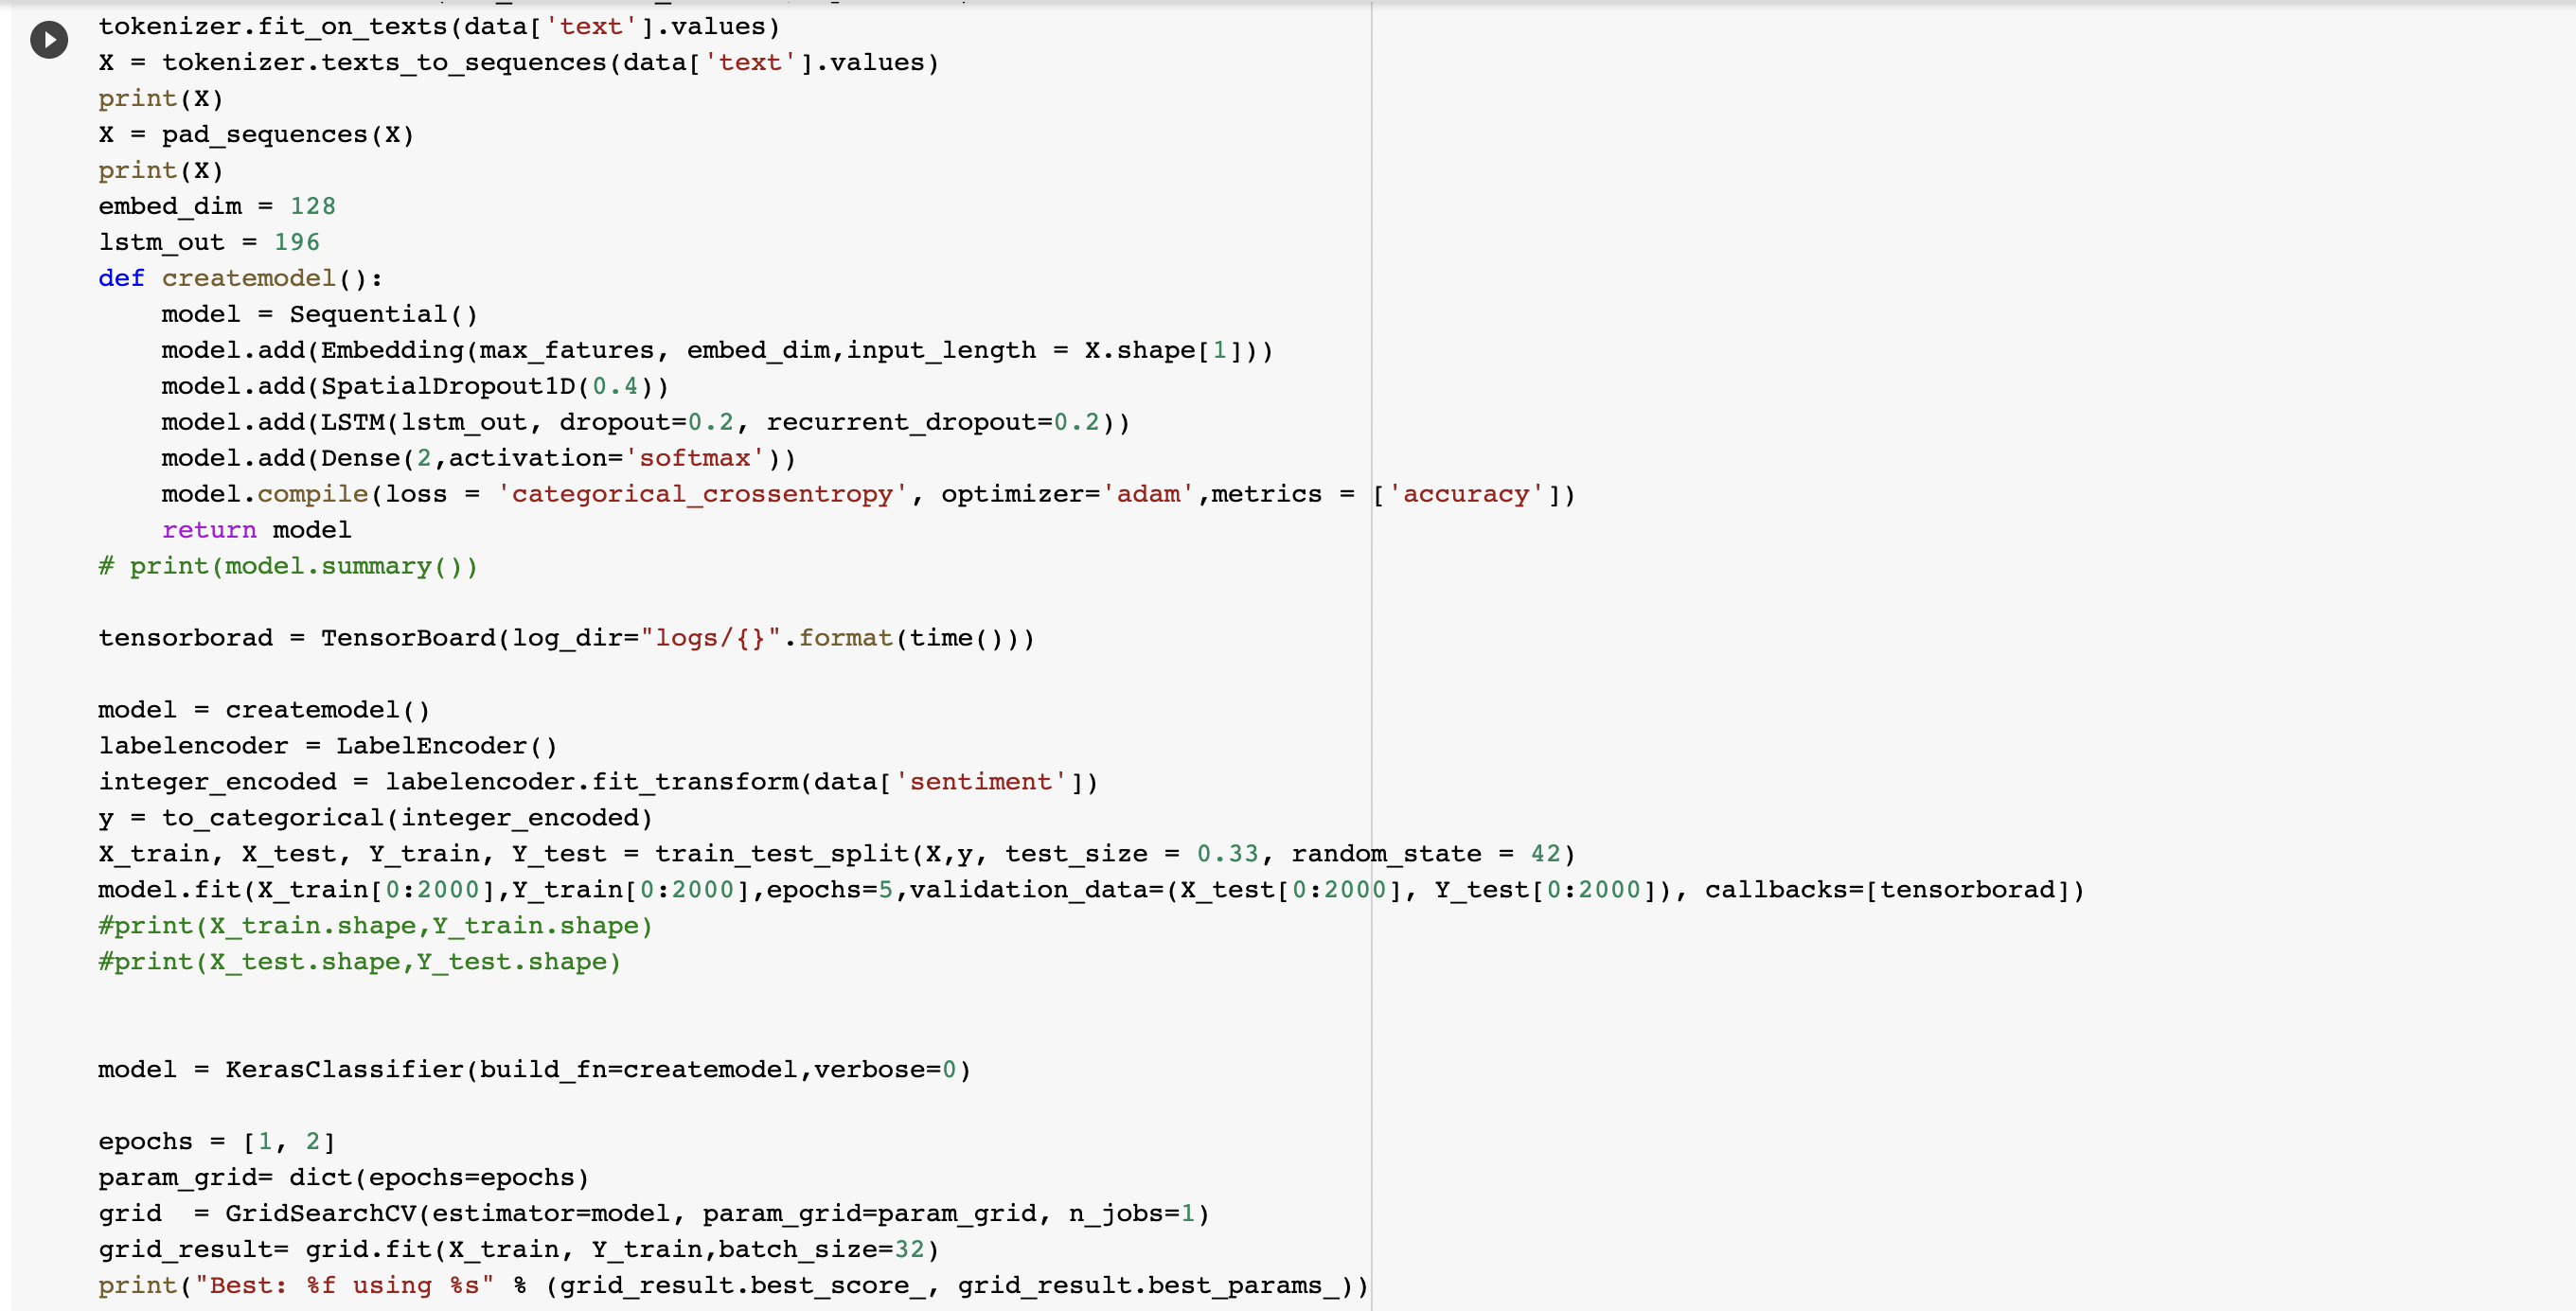 tokenizer.fit_on_texts(data['text'].values)
X = tokenizer.texts_to_sequences(data['text'].values)
print(X)
X = pad_sequences(X)
print(X)
embed_dim = 128
lstm_out = 196
def createmodel():
    model = Sequential()
    model.add(Embedding(max_fatures, embed_dim,input_length = X.shape[1]))
    model.add(SpatialDropout1D(0.4))
    model.add(LSTM(lstm_out, dropout=0.2, recurrent_dropout=0.2))
    model.add(Dense(2,activation='softmax'))
    model.compile(loss = 'categorical_crossentropy', optimizer='adam',metrics = ['accuracy'])
    return model
# print(model.summary())

tensorborad = TensorBoard(log_dir="logs/{}".format(time()))

model = createmodel()
labelencoder = LabelEncoder()
integer_encoded = labelencoder.fit_transform(data['sentiment'])
y = to_categorical(integer_encoded)
X_train, X_test, Y_train, Y_test = train_test_split(X,y, test_size = 0.33, random_state = 42)
model.fit(X_train[0:2000],Y_train[0:2000],epochs=5,validation_data=(X_test[0:2000], Y_test[0:2000]), callbacks=[tensorborad])
#print(X_train.shape,Y_train.shape)
#print(X_test.shape,Y_test.shape)

model = KerasClassifier(build_fn=createmodel,verbose=0)

epochs = [1, 2]
param_grid= dict(epochs=epochs)
grid  = GridSearchCV(estimator=model, param_grid=param_grid, n_jobs=1)
grid_result= grid.fit(X_train, Y_train,batch_size=32)
print("Best: %f using %s" % (grid_result.best_score_, grid_result.best_params_))